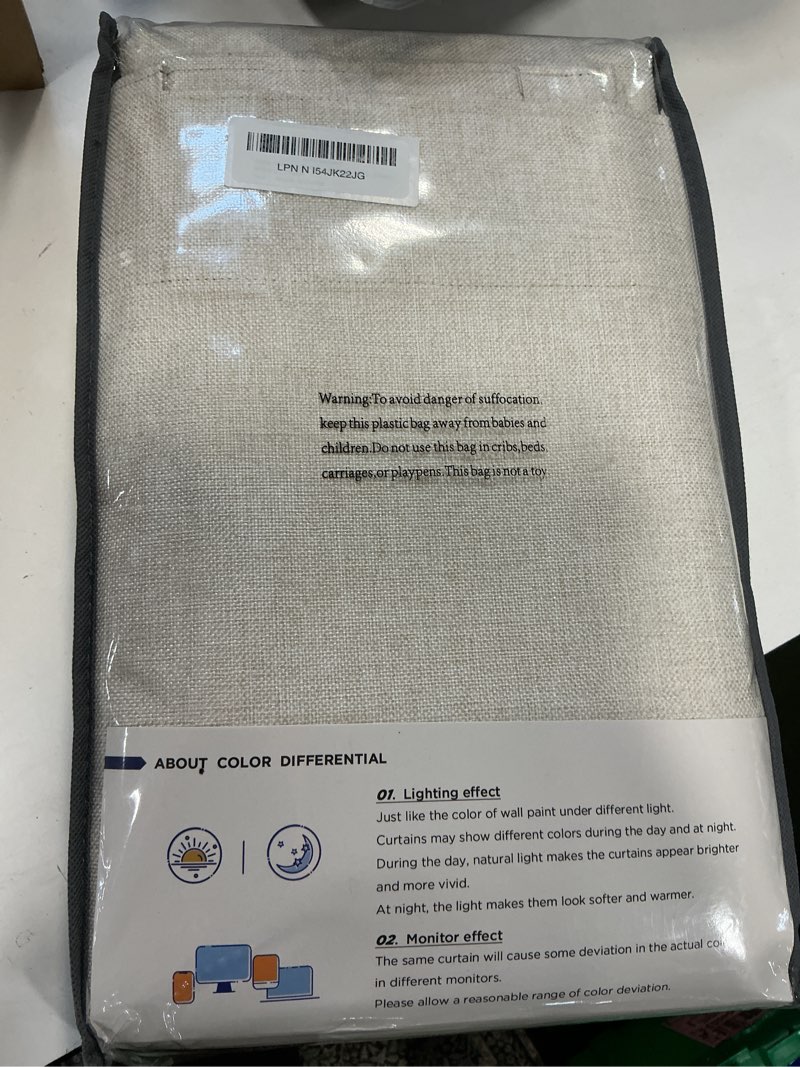 LPN N I54JK22JG
Warning:To avoid danger of suffocation,
keep this plastic bag away from babies and
children.Do not use this bag in cribs,beds,
carriages,or playpens.This bag is not a toy
ABOUT COLOR DIFFERENTIAL
01. Lighting effect
Just like the color of wall paint under different light.
Curtains may show different colors during the day and at night.
During the day, natural light makes the curtains appear brighter
and more vivid.
At night, the light makes them look softer and warmer.
02. Monitor effect
The same curtain will cause some deviation in the actual
in different monitors.
Please allow a reasonable range of color deviation.